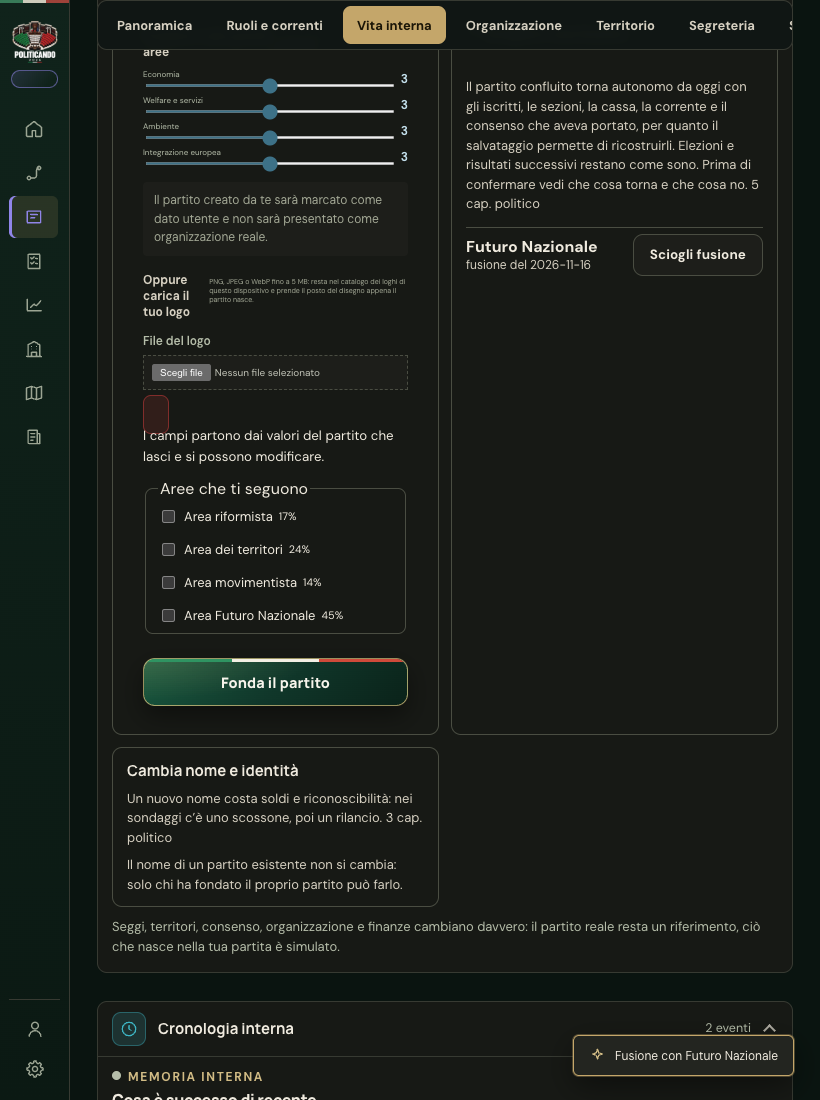 POLITICANDO
Panoramica
Ruoli e correnti
Vita interna
Organizzazione
Territorio
Segreteria
aree
Economia
3
Welfare e servizi
3
Ambiente
3
Integrazione europea
3
Il partito creato da te sarà marcato come
dato utente e non sarà presentato come
organizzazione reale.
Oppure
carica il
tuo logo
PNG, JPEG o WebP fino a 5 MB: resta nel catalogo dei loghi di
questo dispositivo e prende il posto del disegno appena il
partito nasce.
File del logo
Scegli file Nessun file selezionato
I campi partono dai valori del partito che
lasci e si possono modificare.
Aree che ti seguono
Area riformista 17%
Area dei territori 24%
Area movimentista 14%
Area Futuro Nazionale 45%
Fonda il partito
Il partito confluito torna autonomo da oggi con
gli iscritti, le sezioni, la cassa, la corrente e il
consenso che aveva portato, per quanto il
salvataggio permette di ricostruirli. Elezioni e
risultati successivi restano come sono. Prima di
confermare vedi che cosa torna e che cosa no. 5
cap. politico
Futuro Nazionale
fusione del 2026-11-16
Sciogli fusione
Cambia nome e identità
Un nuovo nome costa soldi e riconoscibilità: nei
sondaggi c’è uno scossone, poi un rilancio. 3 cap.
politico
Il nome di un partito esistente non si cambia:
solo chi ha fondato il proprio partito può farlo.
Seggi, territori, consenso, organizzazione e finanze cambiano davvero: il partito reale resta un riferimento, ciò
che nasce nella tua partita è simulato.
Cronologia interna
2 eventi
Fusione con Futuro Nazionale
MEMORIA INTERNA
Cosa è successo di recente